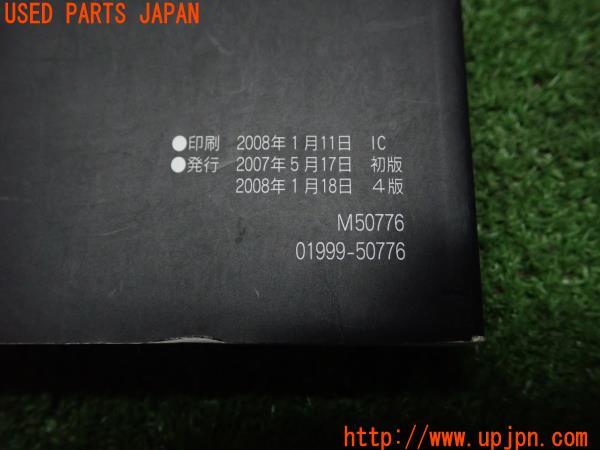 USED PARTS JAPAN
●印刷 2008年1月11日 IC
●発行 2007年5月17日 初版
2008年1月18日 4版
M50776
01999-50776
http://www.upjpn.com